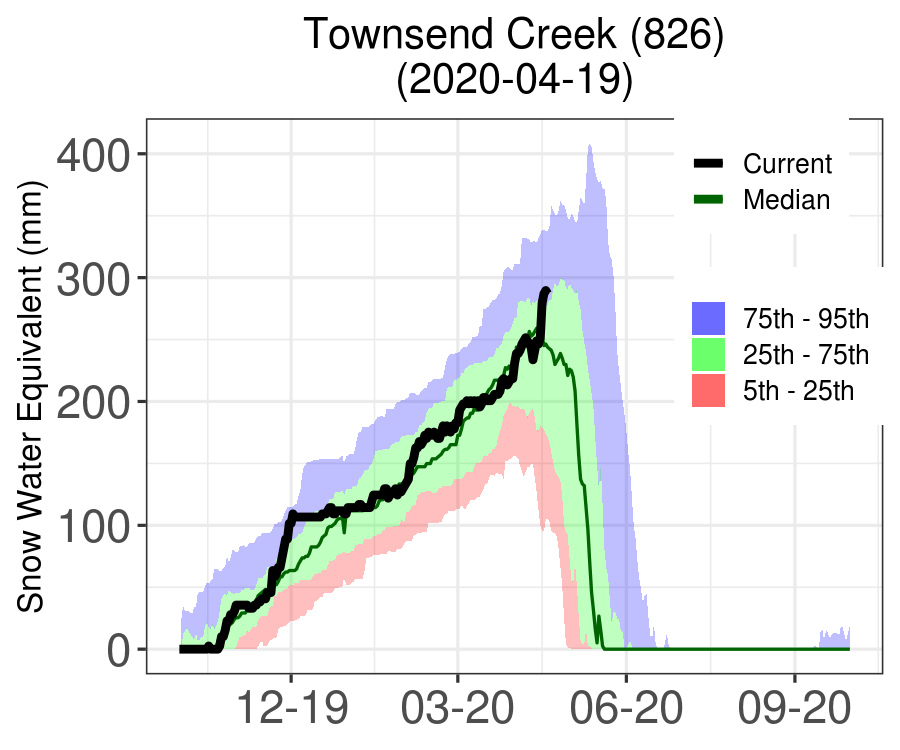 Townsend Creek (826)
(2020-04-19)
Snow Water Equivalent (mm)
400
300
200
100
0
12-19
03-20
06-20
09-20
Current
Median
75th - 95th
25th - 75th
5th - 25th